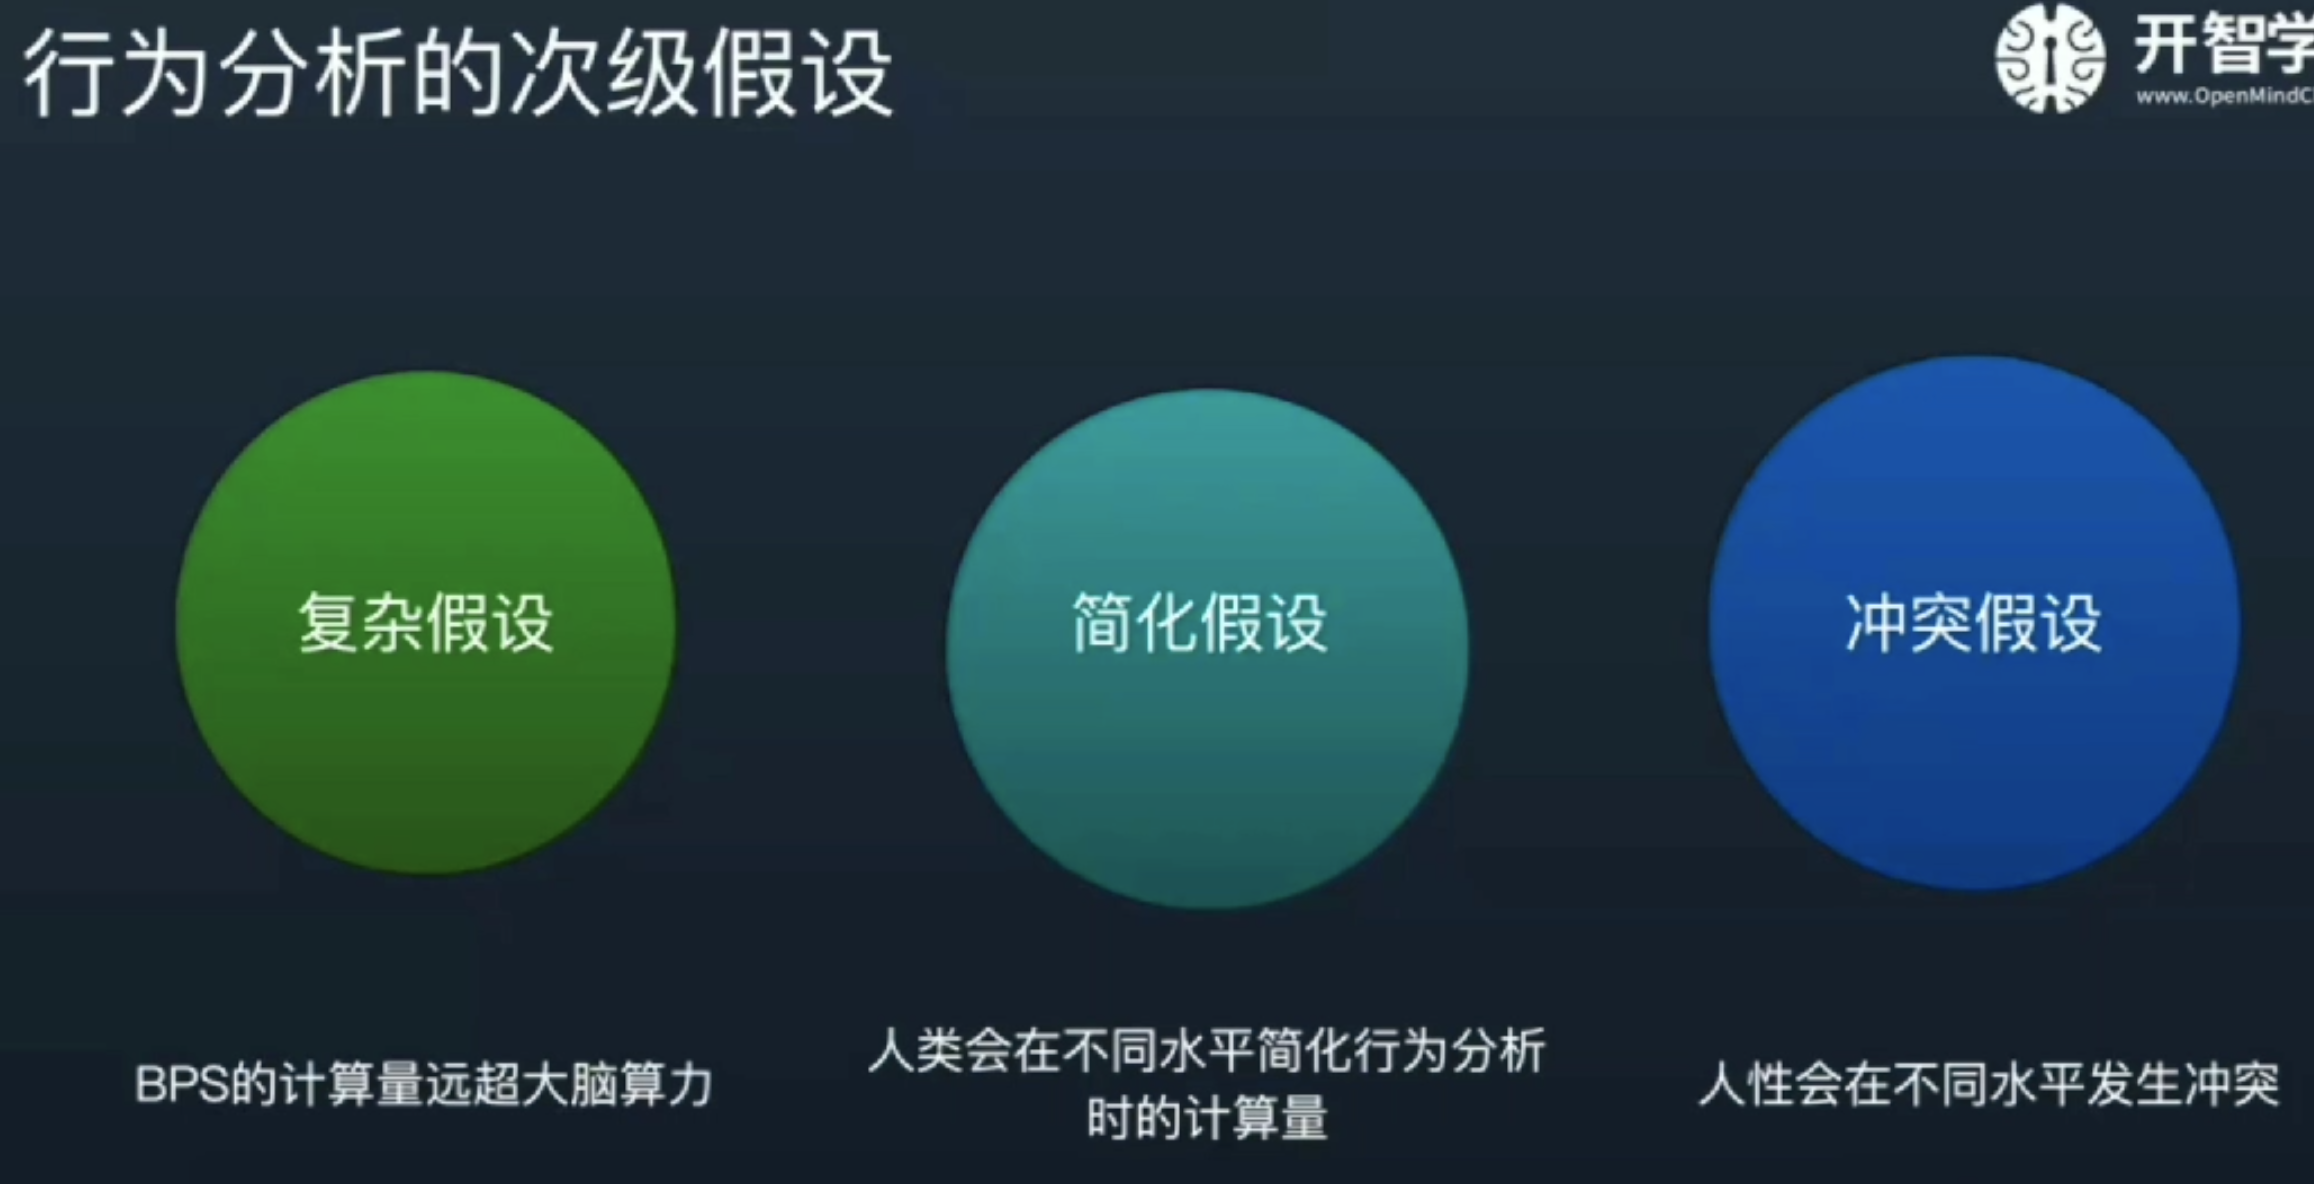 行为分析的次级假设
开智学
www.OpenMindCl
复杂假设
简化假设
冲突假设
BPS的计算量远超大脑算力
人类会在不同水平简化行为分析
时的计算量
人性会在不同水平发生冲突